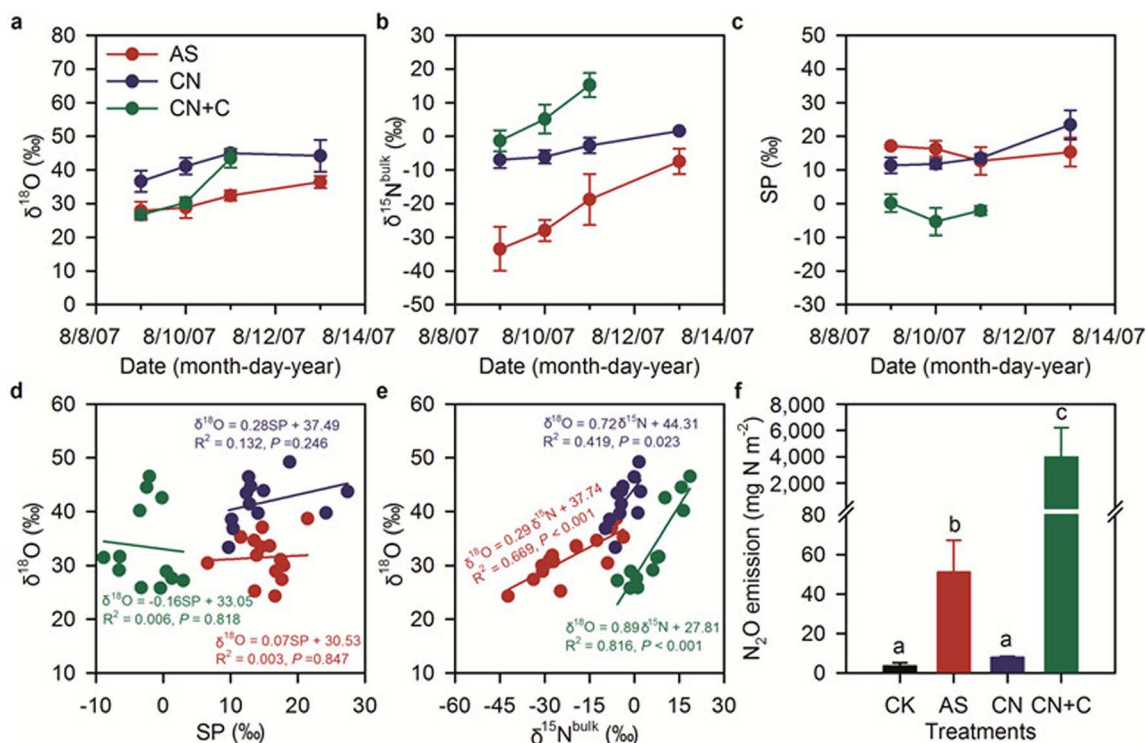 a
b
c
80
70
60
50
40
30
20
10
0
δ¹⁸O (‰)
AS
CN
CN+C
8/8/07 8/10/07 8/12/07 8/14/07
Date (month-day-year)
30
20
10
0
-10
-20
-30
-40
-50
δ¹⁵Nᵇᵘˡᵏ (‰)
8/8/07 8/10/07 8/12/07 8/14/07
Date (month-day-year)
50
40
30
20
10
0
-10
-20
-30
SP (‰)
8/8/07 8/10/07 8/12/07 8/14/07
Date (month-day-year)
d
60
50
40
30
20
10
δ¹⁸O (‰)
δ¹⁸O = 0.28SP + 37.49
R² = 0.132, P =0.246
δ¹⁸O = -0.16SP + 33.05
R² = 0.006, P = 0.818
δ¹⁸O = 0.07SP + 30.53
R² = 0.003, P =0.847
-10 0 10 20 30
SP (‰)
e
60
50
40
30
20
10
δ¹⁸O (‰)
δ¹⁸O = 0.72δ¹⁵N + 44.31
R² = 0.419, P = 0.023
δ¹⁸O = 0.29δ¹⁵N + 37.74
R² = 0.669, P < 0.001
δ¹⁸O = 0.89δ¹⁵N + 27.81
R² = 0.816, P < 0.001
-60 -45 -30 -15 0 15 30
δ¹⁵Nᵇᵘˡᵏ (‰)
f
8,000
6,000
4,000
2,000
80
60
40
20
0
N₂O emission (mg N m⁻²)
a
b
a
c
CK AS CN CN+C
Treatments